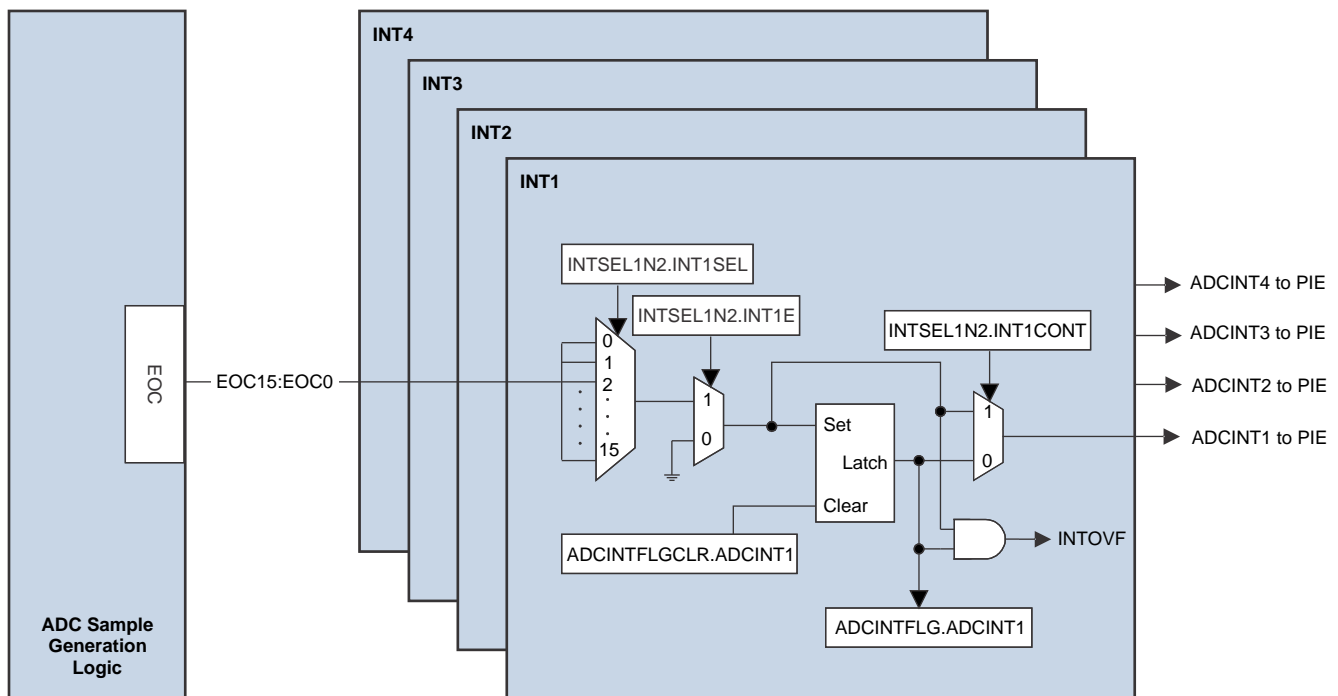 INT4
INT3
INT2
INT1
INTSEL1N2.INT1SEL
INTSEL1N2.INT1E
INTSEL1N2.INT1CONT
ADCINT4 to PIE
ADCINT3 to PIE
ADCINT2 to PIE
ADCINT1 to PIE
EOC
EOC15:EOC0
0
1
2
15
1
0
Set
Latch
Clear
1
0
ADCINTFLGCLR.ADCINT1
INTOVF
ADCINTFLG.ADCINT1
ADC Sample
Generation
Logic